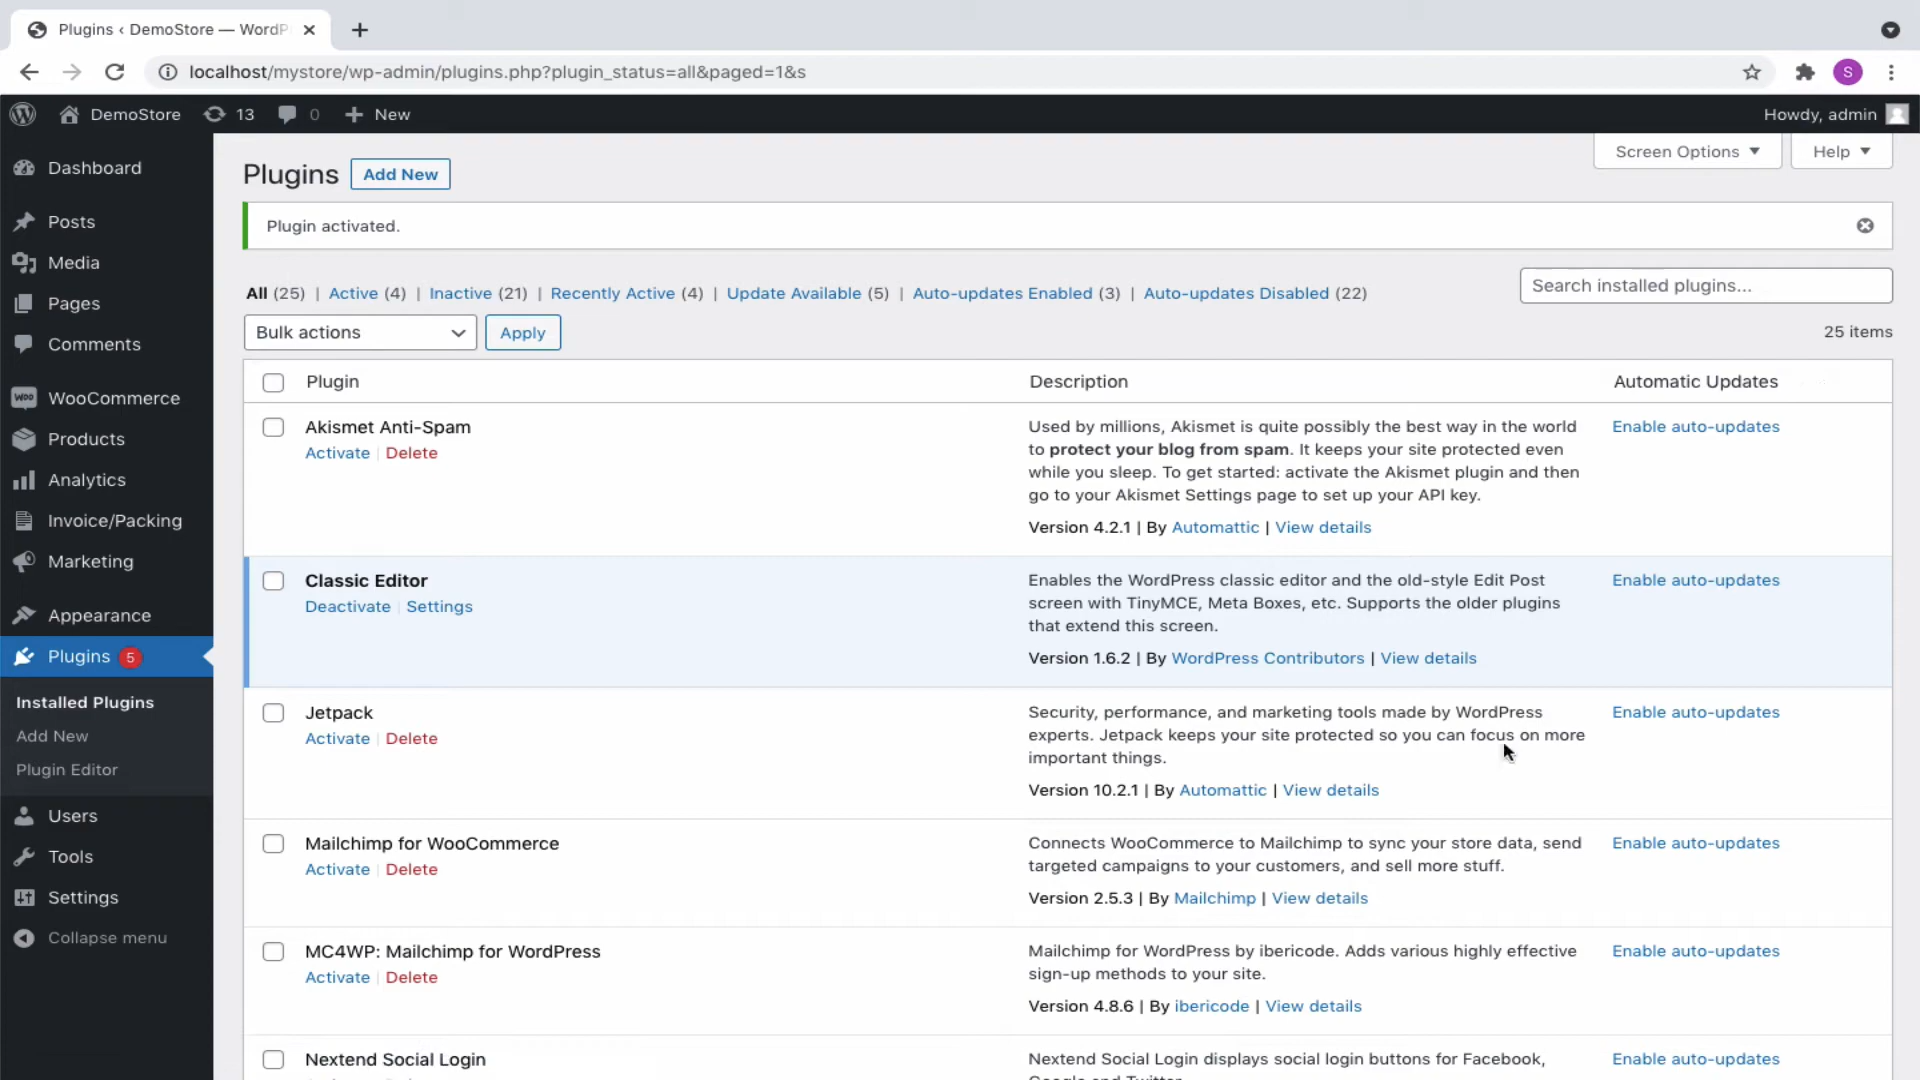 Plugins ‹ DemoStore — WordP
localhost/mystore/wp-admin/plugins.php?plugin_status=all&paged=1&s
S
DemoStore 13 0 New
Howdy, admin
Dashboard
Posts
Media
Pages
Comments
WooCommerce
Products
Analytics
Invoice/Packing
Marketing
Appearance
Plugins 5
Installed Plugins
Add New
Plugin Editor
Users
Tools
Settings
Collapse menu
Screen Options
Help
Plugins Add New
Plugin activated.
All (25) | Active (4) | Inactive (21) | Recently Active (4) | Update Available (5) | Auto-updates Enabled (3) | Auto-updates Disabled (22)
Search installed plugins...
Bulk actions Apply
25 items
Plugin Description Automatic Updates
Akismet Anti-Spam
Activate | Delete
Used by millions, Akismet is quite possibly the best way in the world
to protect your blog from spam. It keeps your site protected even
while you sleep. To get started: activate the Akismet plugin and then
go to your Akismet Settings page to set up your API key.
Version 4.2.1 | By Automattic | View details
Enable auto-updates
Classic Editor
Deactivate | Settings
Enables the WordPress classic editor and the old-style Edit Post
screen with TinyMCE, Meta Boxes, etc. Supports the older plugins
that extend this screen.
Version 1.6.2 | By WordPress Contributors | View details
Enable auto-updates
Jetpack
Activate | Delete
Security, performance, and marketing tools made by WordPress
experts. Jetpack keeps your site protected so you can focus on more
important things.
Version 10.2.1 | By Automattic | View details
Enable auto-updates
Mailchimp for WooCommerce
Activate | Delete
Connects WooCommerce to Mailchimp to sync your store data, send
targeted campaigns to your customers, and sell more stuff.
Version 2.5.3 | By Mailchimp | View details
Enable auto-updates
MC4WP: Mailchimp for WordPress
Activate | Delete
Mailchimp for WordPress by ibericode. Adds various highly effective
sign-up methods to your site.
Version 4.8.6 | By ibericode | View details
Enable auto-updates
Nextend Social Login
Nextend Social Login displays social login buttons for Facebook,
Google and Twitter.
Enable auto-updates